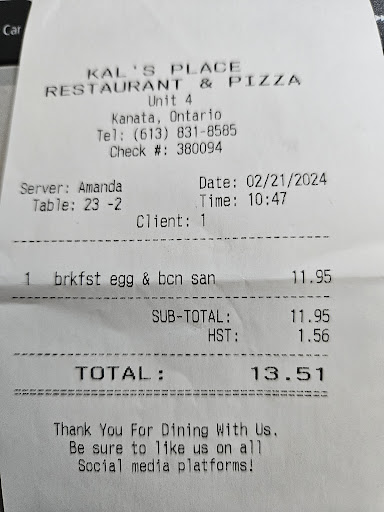 Car
KAL'S PLACE
RESTAURANT & PIZZA
Unit 4
Kanata, Ontario
Tel: (613) 831-8585
Check #: 380094
Server: Amanda Date: 02/21/2024
Table: 23 -2 Time: 10:47
Client: 1
1 brkfst egg & bcn san 11.95
SUB-TOTAL: 11.95
HST: 1.56
TOTAL: 13.51
Thank You For Dining With Us.
Be sure to like us on all
Social media platforms!